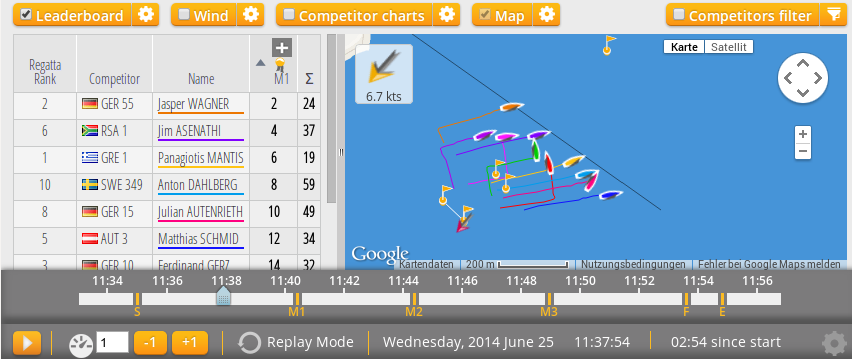 Leaderboard Wind Competitor charts Map Competitors filter
Regatta Rank Competitor Name M1 Σ
2 GER 55 Jasper WAGNER 2 24
6 RSA 1 Jim ASENATHI 4 37
1 GRE 1 Panagiotis MANTIS 6 19
10 SWE 349 Anton DAHLBERG 8 59
8 GER 15 Julian AUTENRIETH 10 49
5 AUT 3 Matthias SCHMID 12 34
3 GER 10 Ferdinand GERZ 14 32
6.7 kts
Karte Satellit
+
−
Google
Kartendaten 200 m Nutzungsbedingungen Fehler bei Google Maps melden
11:34 11:36 11:38 11:40 11:42 11:44 11:46 11:48 11:50 11:52 11:54 11:56
S M1 M2 M3 F E
1 -1 +1 Replay Mode Wednesday, 2014 June 25 11:37:54 02:54 since start